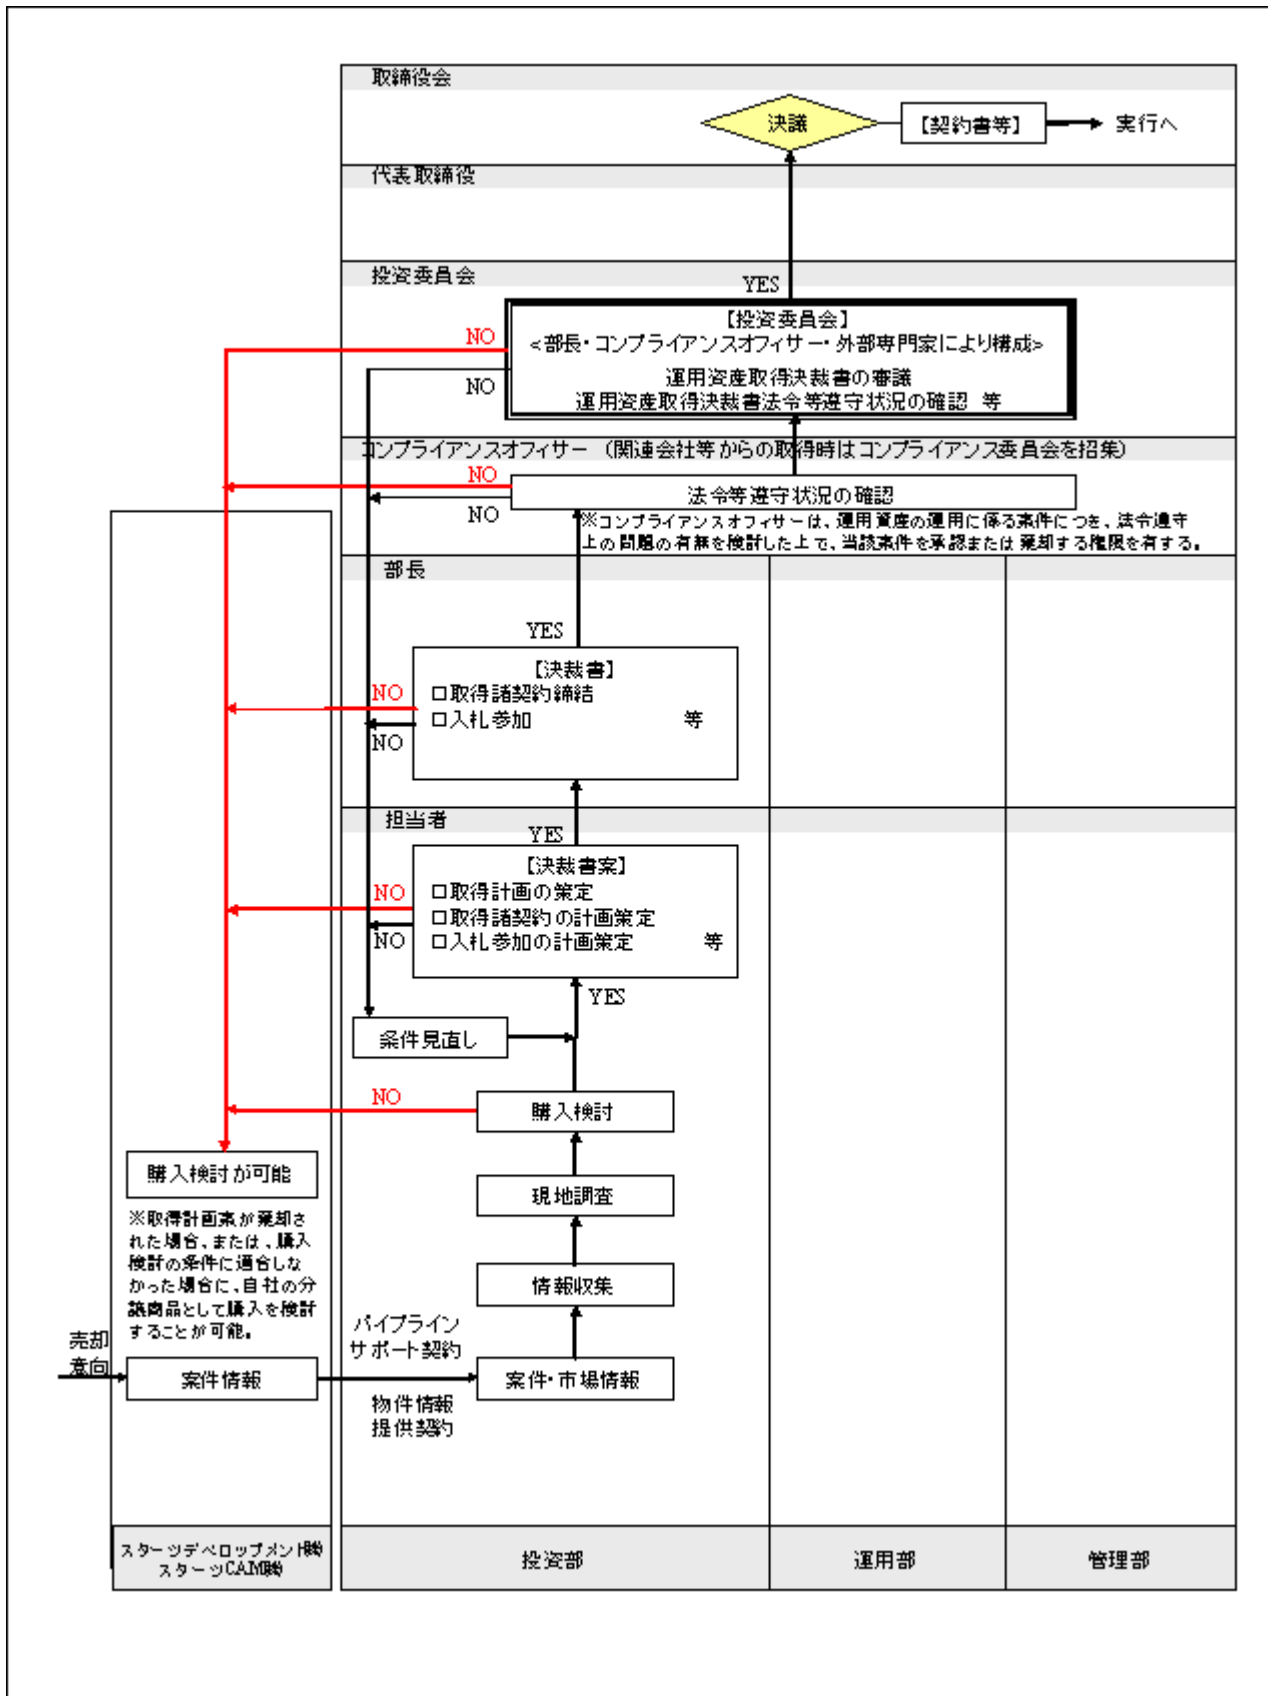 取締役会
決議
【契約書等】
実行へ
代表取締役
投資委員会
YES
【投資委員会】
<部長・コンプライアンスオフィサー・外部専門家により構成>
運用資産取得決裁書の審議
運用資産取得決裁書法令等遵守状況の確認 等
NO
NO
コンプライアンスオフィサー (関連会社等からの取得時はコンプライアンス委員会を招集)
NO
法令等遵守状況の確認
NO
※コンプライアンスオフィサーは、運用資産の運用に係る案件につき、法令遵守
上の問題の有無を検討した上で、当該案件を承認または棄却する権限を有する。
部長
YES
【決裁書】
NO
□取得諸契約締結
□入札参加 等
NO
担当者
YES
【決裁書案】
NO
□取得計画の策定
□取得諸契約の計画策定
□入札参加の計画策定 等
NO
YES
条件見直し
NO
購入検討
購入検討が可能
現地調査
※取得計画案が棄却さ
れた場合、または、購入
検討の条件に適合しな
かった場合に、自社の分
譲商品として購入を検討
することが可能。
情報収集
パイプライン
サポート契約
売却
意向
案件情報
案件・市場情報
物件情報
提供契約
スターツデベロップメント㈱
スターツCAM㈱
投資部
運用部
管理部